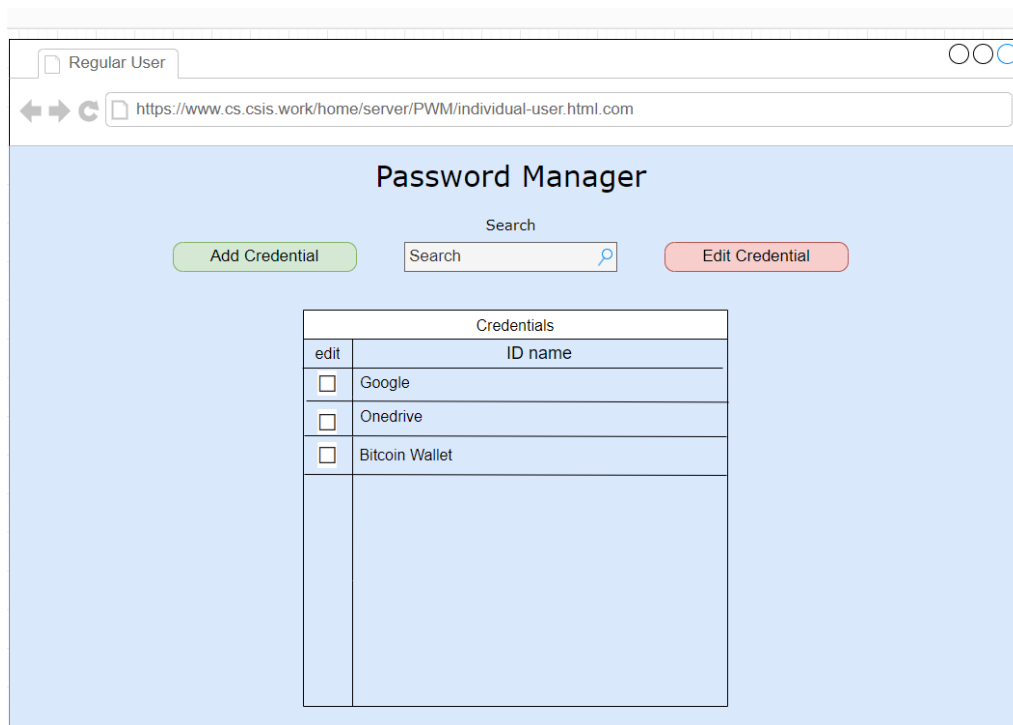 Regular User
https://www.cs.csis.work/home/server/PWM/individual-user.html.com
Password Manager
Search
Add Credential
Search
Edit Credential
Credentials
edit ID name
Google
Onedrive
Bitcoin Wallet